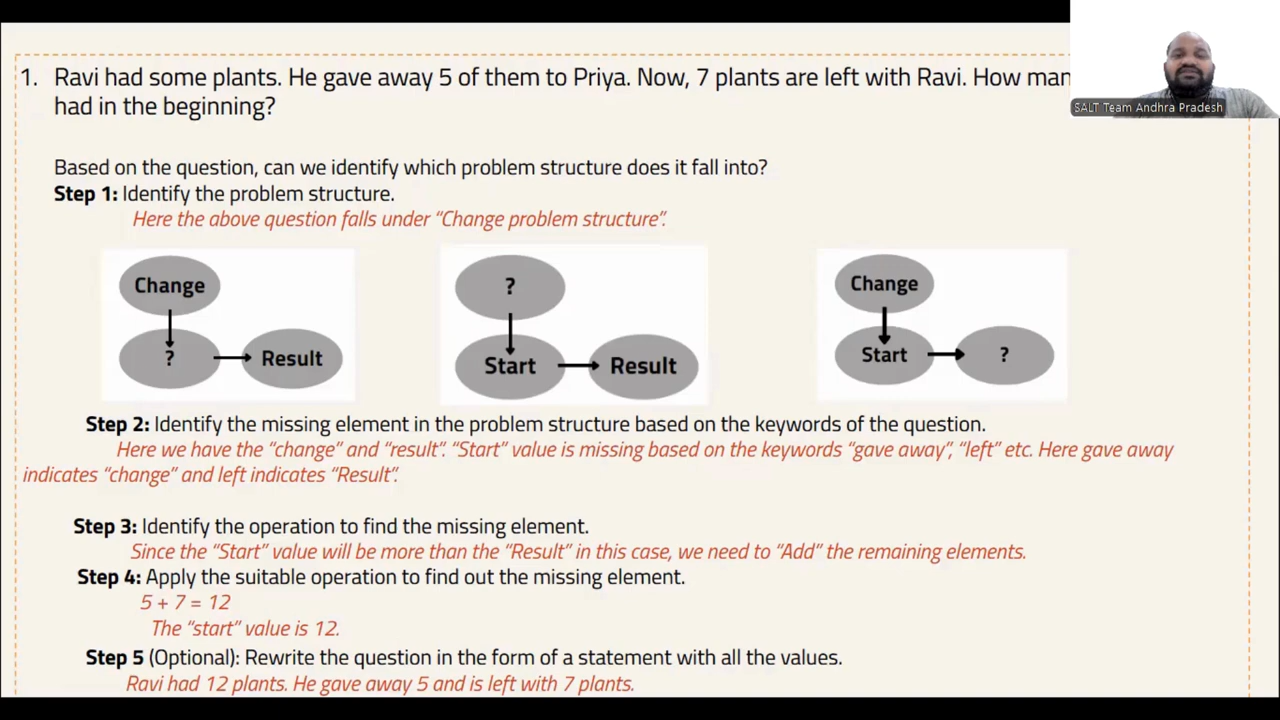 1. Ravi had some plants. He gave away 5 of them to Priya. Now, 7 plants are left with Ravi. How
had in the beginning?
SALT Team Andhra Pradesh
Based on the question, can we identify which problem structure does it fall into?
Step 1: Identify the problem structure.
Here the above question falls under “Change problem structure”.
Change
? Result
?
Start Result
Change
Start ?
Step 2: Identify the missing element in the problem structure based on the keywords of the question.
Here we have the “change” and “result”. “Start” value is missing based on the keywords “gave away”, “left” etc. Here gave away
indicates “change” and left indicates “Result”.
Step 3: Identify the operation to find the missing element.
Since the “Start” value will be more than the “Result” in this case, we need to “Add” the remaining elements.
Step 4: Apply the suitable operation to find out the missing element.
5 + 7 = 12
The “start” value is 12.
Step 5 (Optional): Rewrite the question in the form of a statement with all the values.
Ravi had 12 plants. He gave away 5 and is left with 7 plants.